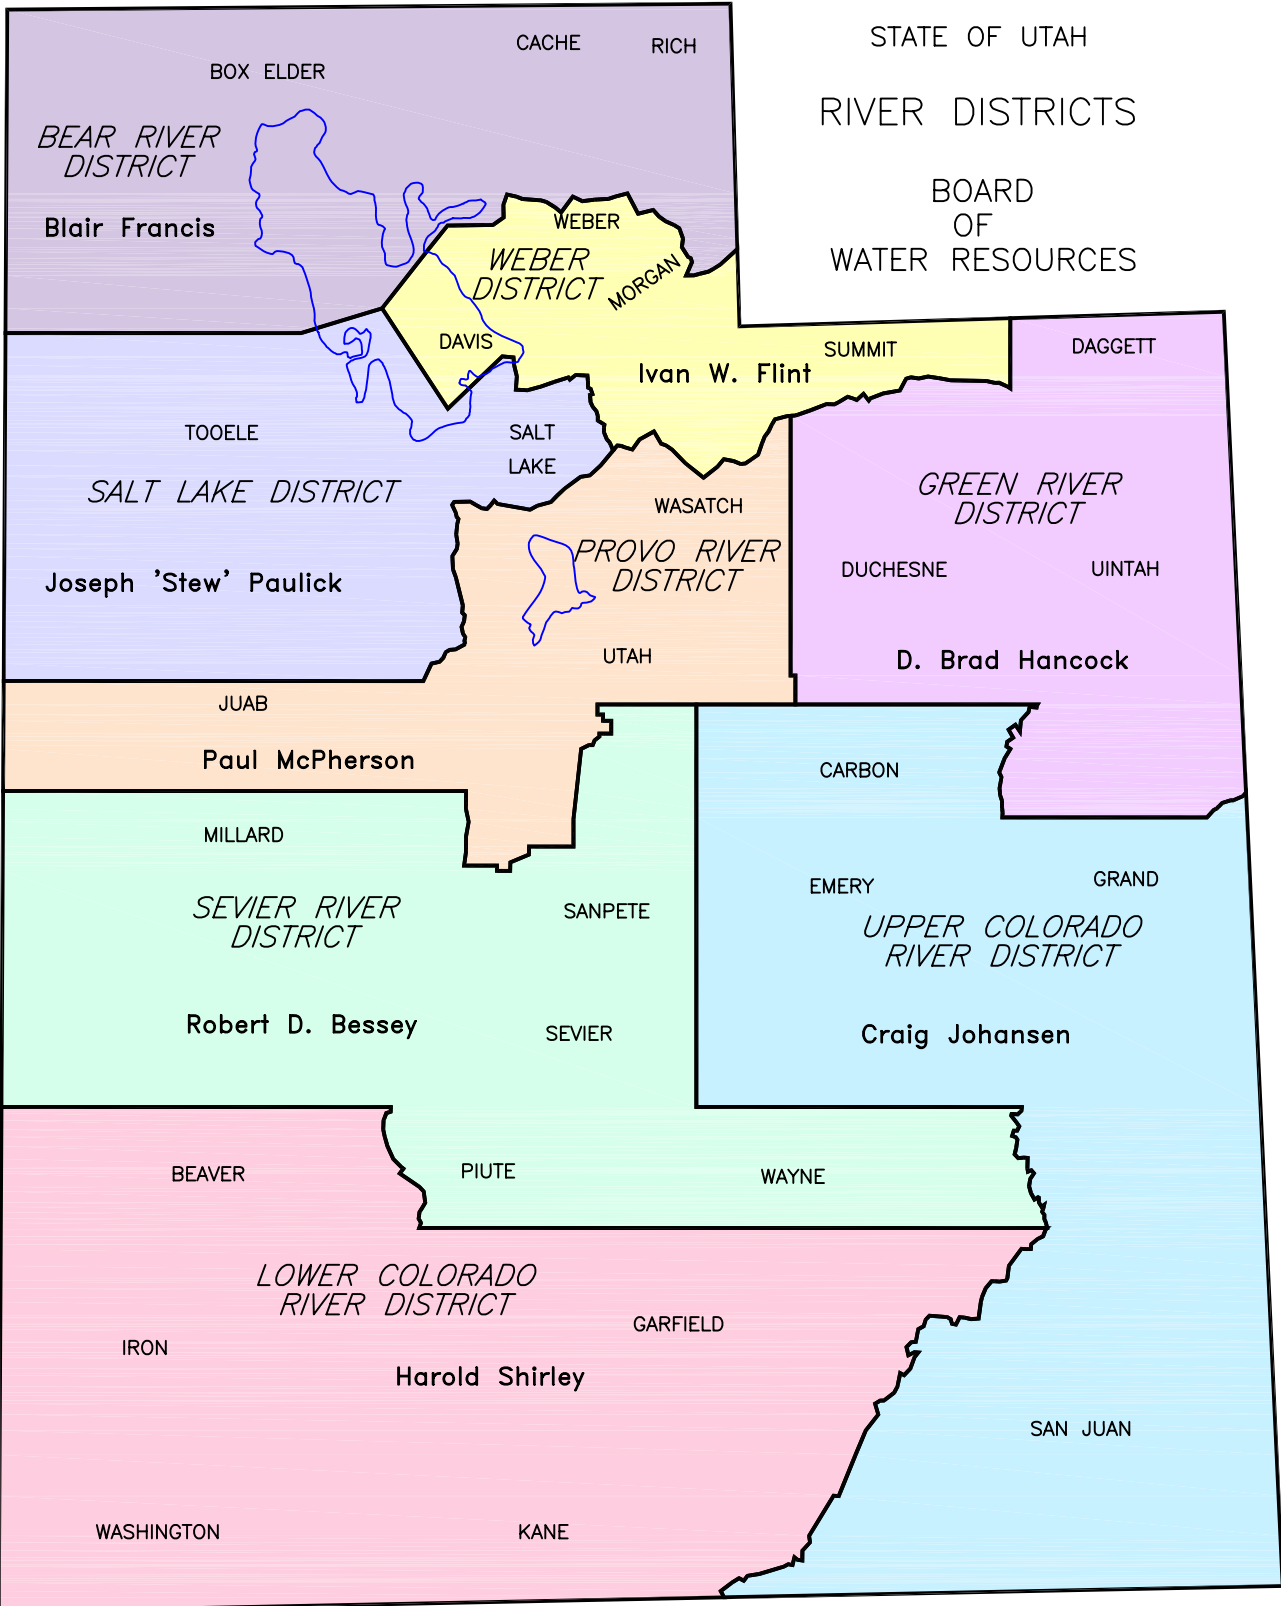 STATE OF UTAH
RIVER DISTRICTS
BOARD
OF
WATER RESOURCES
CACHE
RICH
BOX ELDER
BEAR RIVER
DISTRICT
Blair Francis
WEBER
WEBER
DISTRICT
MORGAN
DAVIS
SUMMIT
Ivan W. Flint
DAGGETT
TOOELE
SALT
LAKE
SALT LAKE DISTRICT
Joseph 'Stew' Paulick
WASATCH
PROVO RIVER
DISTRICT
UTAH
JUAB
Paul McPherson
GREEN RIVER
DISTRICT
DUCHESNE
UINTAH
D. Brad Hancock
CARBON
EMERY
GRAND
UPPER COLORADO
RIVER DISTRICT
Craig Johansen
MILLARD
SEVIER RIVER
DISTRICT
SANPETE
Robert D. Bessey
SEVIER
PIUTE
WAYNE
BEAVER
LOWER COLORADO
RIVER DISTRICT
GARFIELD
IRON
Harold Shirley
SAN JUAN
WASHINGTON
KANE